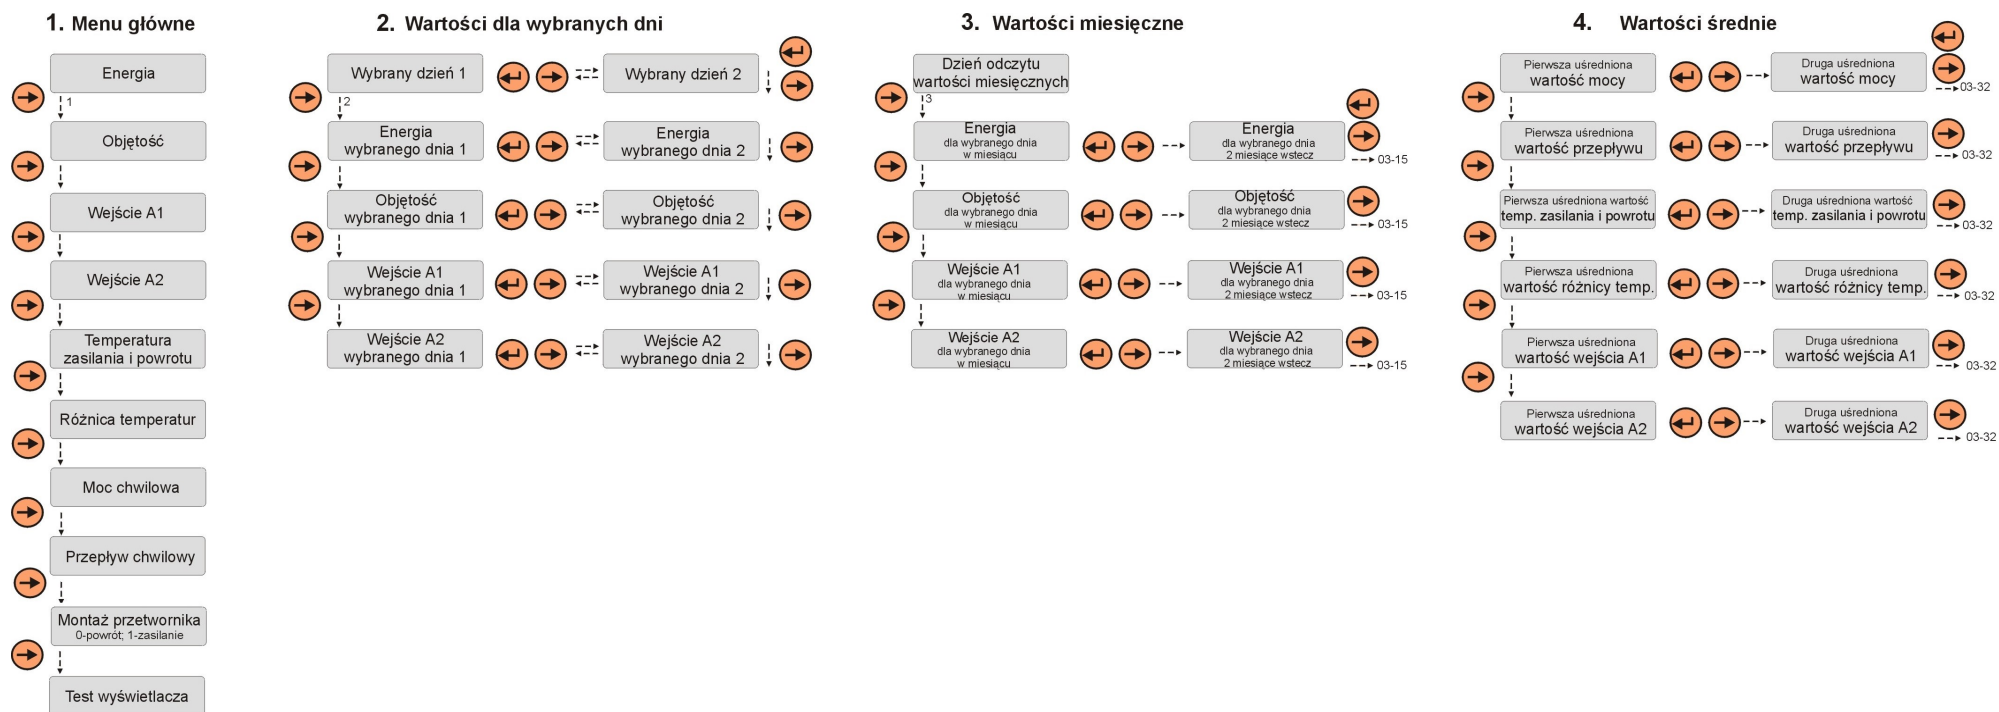 1. Menu główne
Energia
1
Objętość
Wejście A1
Wejście A2
Temperatura
zasilania i powrotu
Różnica temperatur
Moc chwilowa
Przepływ chwilowy
Montaż przetwornika
0-powrót; 1-zasilanie
Test wyświetlacza
2. Wartości dla wybranych dni
Wybrany dzień 1
Wybrany dzień 2
2
Energia
wybranego dnia 1
Energia
wybranego dnia 2
Objętość
wybranego dnia 1
Objętość
wybranego dnia 2
Wejście A1
wybranego dnia 1
Wejście A1
wybranego dnia 2
Wejście A2
wybranego dnia 1
Wejście A2
wybranego dnia 2
3. Wartości miesięczne
Dzień odczytu
wartości miesięcznych
3
Energia
dla wybranego dnia
w miesiącu
Energia
dla wybranego dnia
2 miesiące wstecz
03-15
Objętość
dla wybranego dnia
w miesiącu
Objętość
dla wybranego dnia
2 miesiące wstecz
03-15
Wejście A1
dla wybranego dnia
w miesiącu
Wejście A1
dla wybranego dnia
2 miesiące wstecz
03-15
Wejście A2
dla wybranego dnia
w miesiącu
Wejście A2
dla wybranego dnia
2 miesiące wstecz
03-15
4. Wartości średnie
Pierwsza uśredniona
wartość mocy
Druga uśredniona
wartość mocy
03-32
Pierwsza uśredniona
wartość przepływu
Druga uśredniona
wartość przepływu
03-32
Pierwsza uśredniona wartość
temp. zasilania i powrotu
Druga uśredniona wartość
temp. zasilania i powrotu
03-32
Pierwsza uśredniona
wartość różnicy temp.
Druga uśredniona
wartość różnicy temp.
03-32
Pierwsza uśredniona
wartość wejścia A1
Druga uśredniona
wartość wejścia A1
03-32
Pierwsza uśredniona
wartość wejścia A2
Druga uśredniona
wartość wejścia A2
03-32